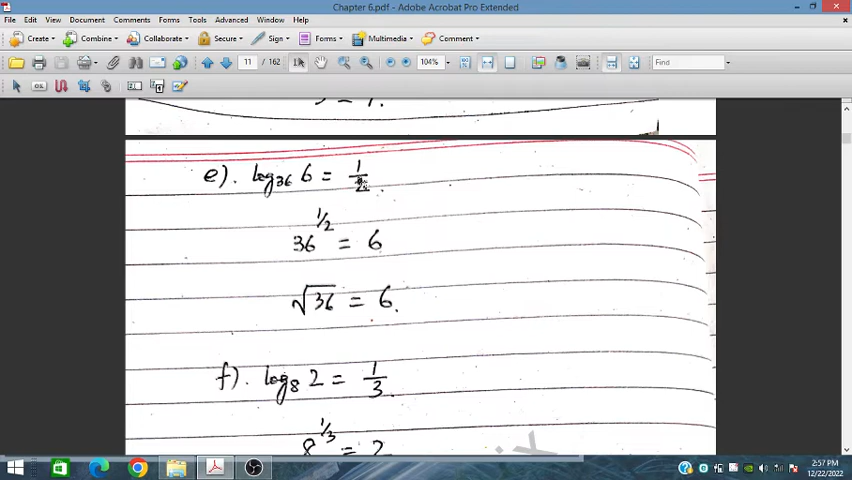 Chapter 6.pdf - Adobe Acrobat Pro Extended
File Edit View Document Comments Forms Tools Advanced Window Help
Create Combine Collaborate Secure Sign Forms Multimedia Comment
11 / 162 104% Find
e). log₃₆ 6 = 1/2.
36^1/2 = 6
√36 = 6.
f). log₈ 2 = 1/3.
8^1/3 = 2
2:57 PM
12/22/2022